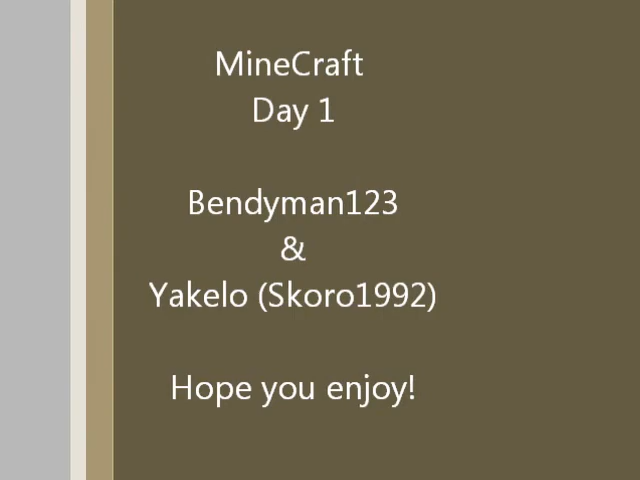 MineCraft
Day 1
Bendyman123
&
Yakelo (Skoro1992)
Hope you enjoy!